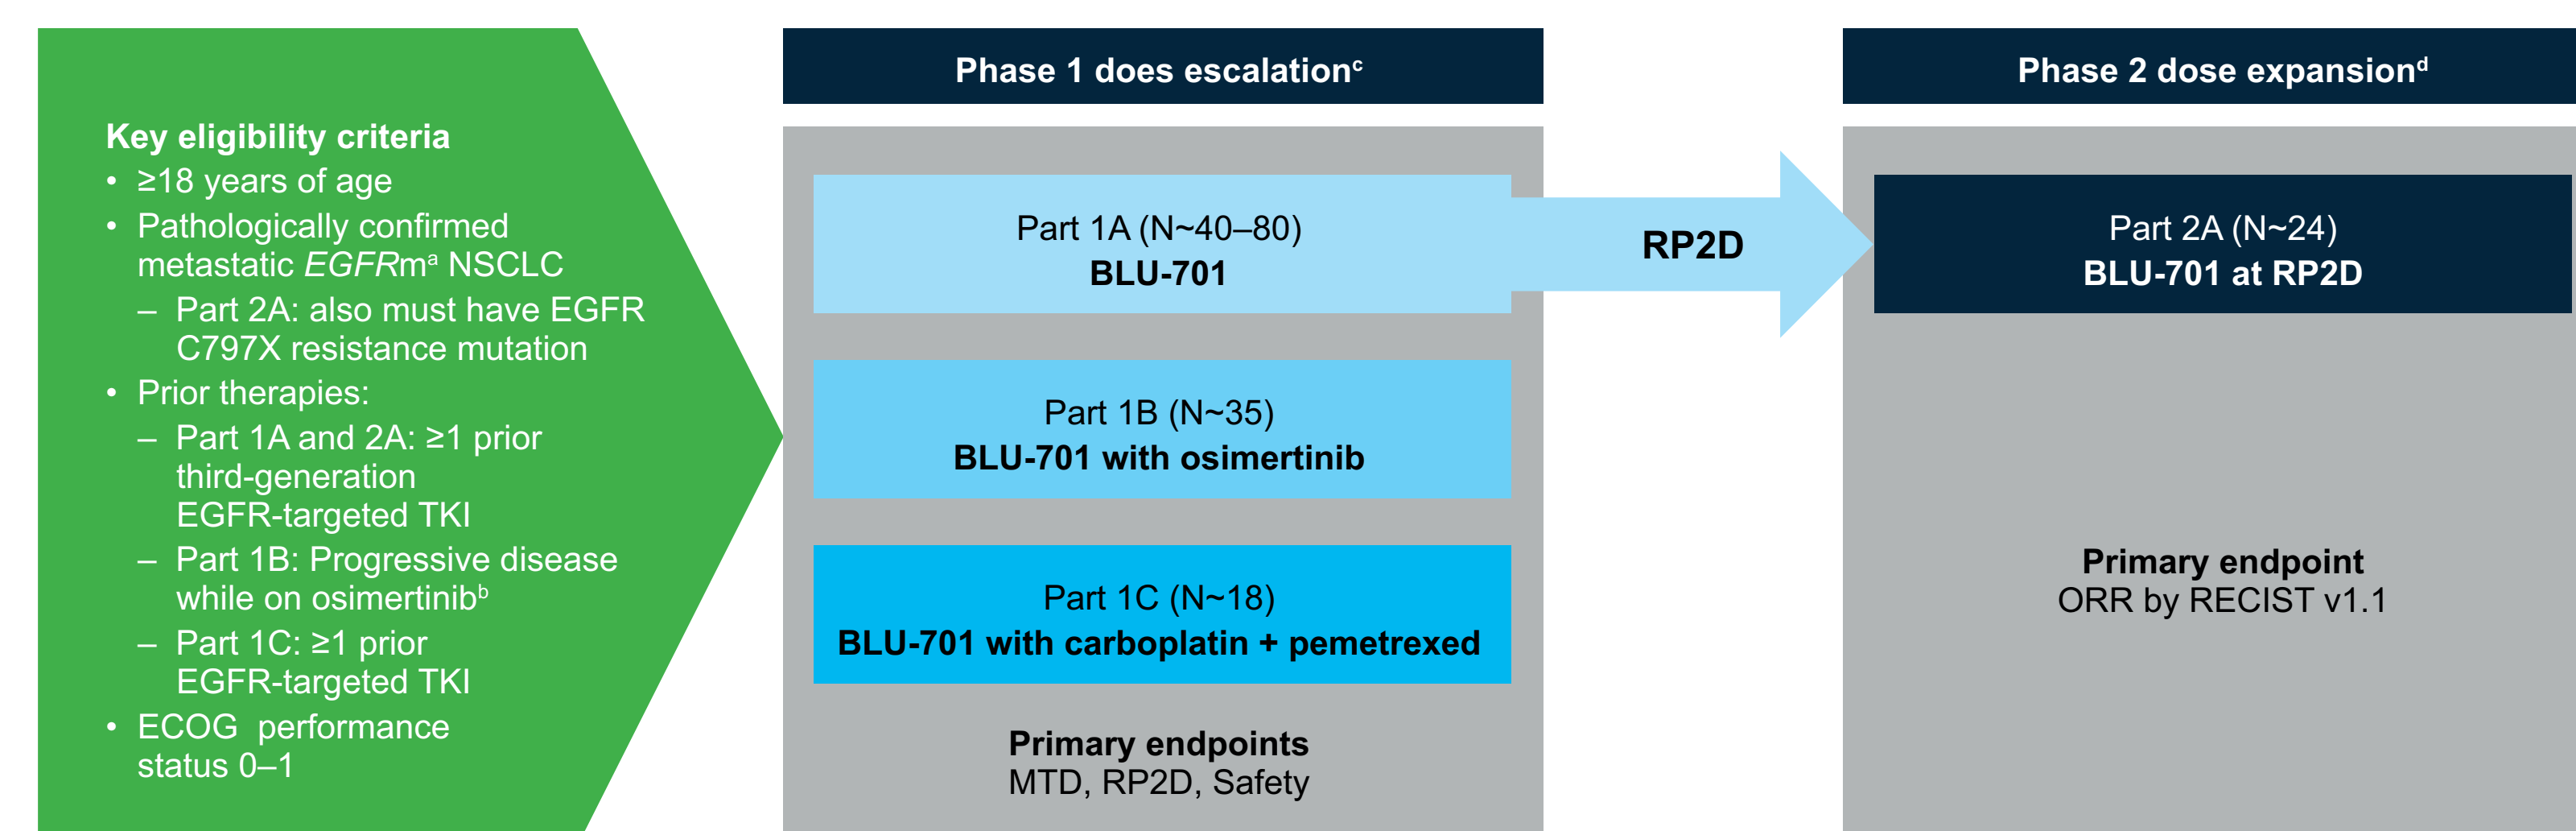 Key eligibility criteria
• ≥18 years of age
• Pathologically confirmed
metastatic EGFRmᵃ NSCLC
– Part 2A: also must have EGFR
C797X resistance mutation
• Prior therapies:
– Part 1A and 2A: ≥1 prior
third-generation
EGFR-targeted TKI
– Part 1B: Progressive disease
while on osimertinibᵇ
– Part 1C: ≥1 prior
EGFR-targeted TKI
• ECOG performance
status 0–1
Phase 1 does escalationᶜ
Part 1A (N~40–80)
BLU-701
Part 1B (N~35)
BLU-701 with osimertinib
Part 1C (N~18)
BLU-701 with carboplatin + pemetrexed
Primary endpoints
MTD, RP2D, Safety
RP2D
Phase 2 dose expansionᵈ
Part 2A (N~24)
BLU-701 at RP2D
Primary endpoint
ORR by RECIST v1.1